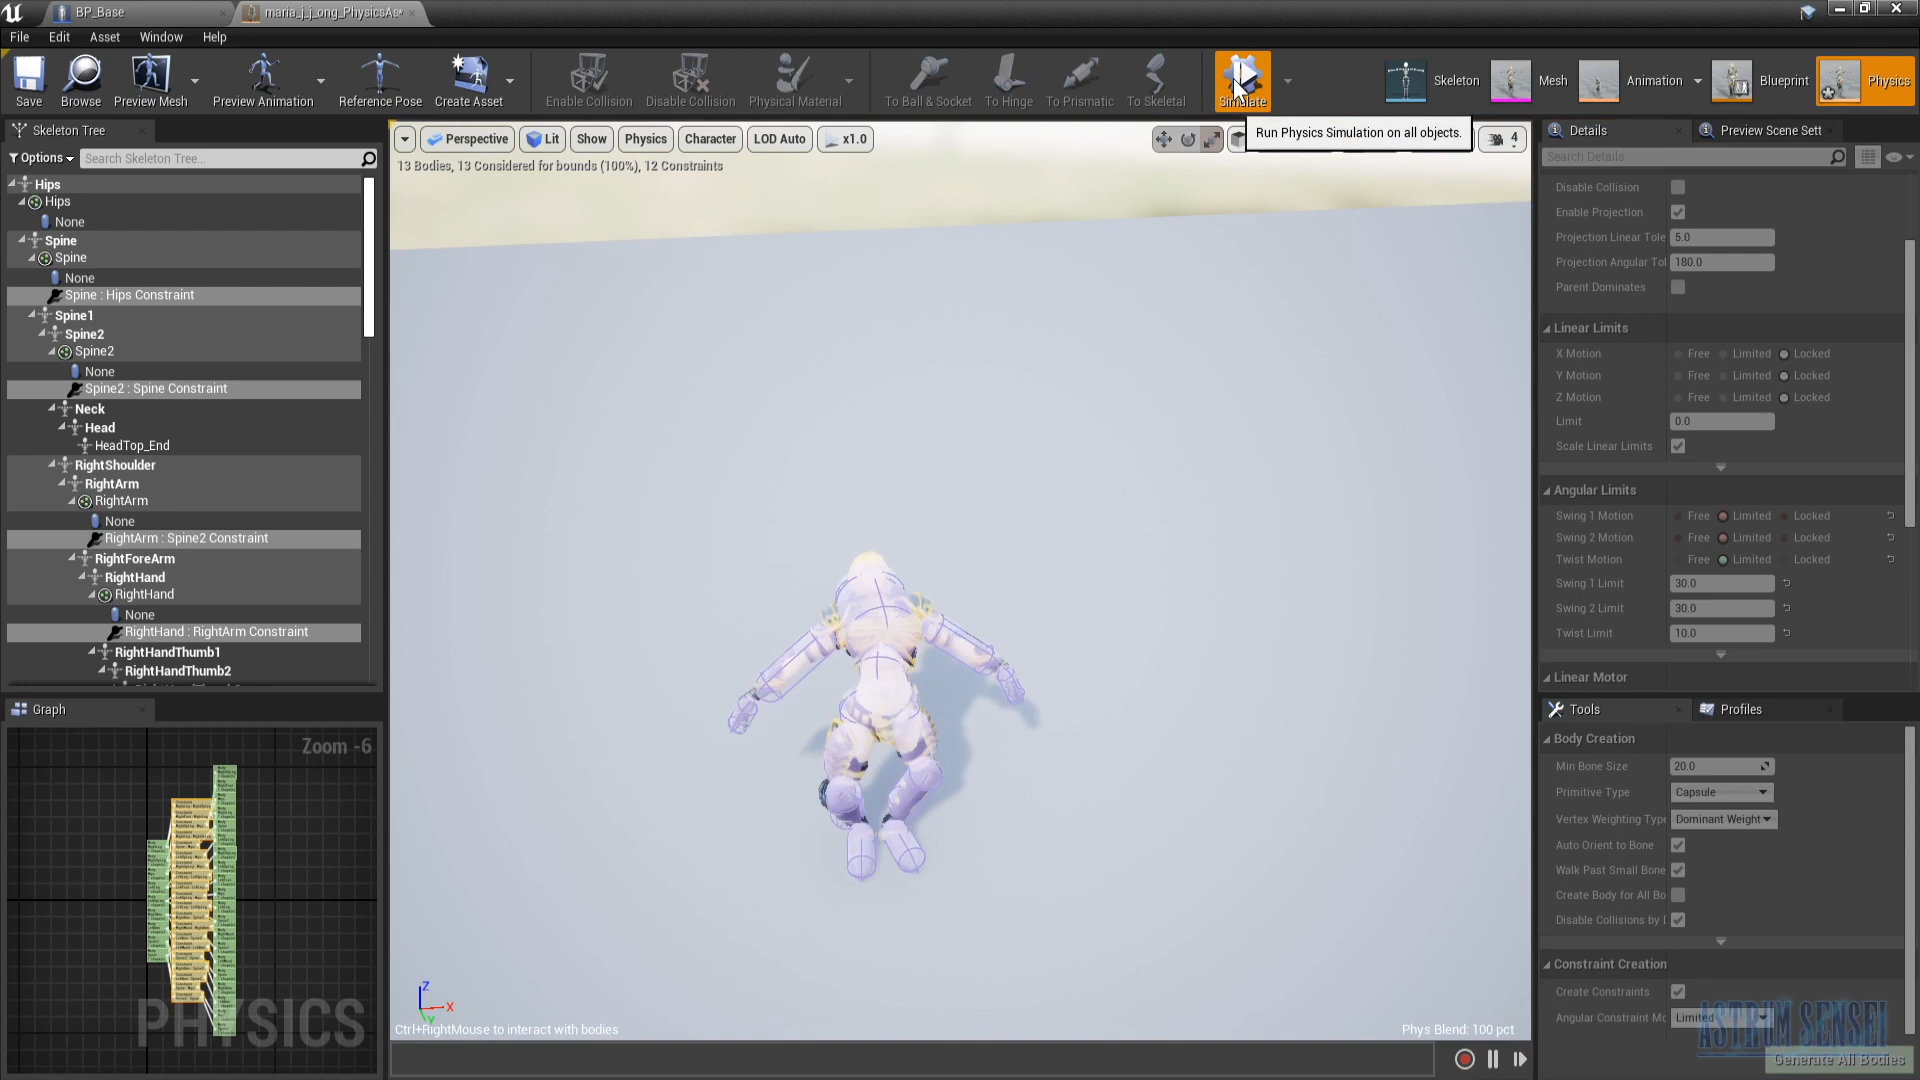 BP_Base
maria_j_j_ong_PhysicsAs
File Edit Asset Window Help
Save
Browse
Preview Mesh
Preview Animation
Reference Pose
Create Asset
Enable Collision
Disable Collision
Physical Material
To Ball & Socket
To Hinge
To Prismatic
To Skeletal
Simulate
Skeleton
Mesh
Animation
Blueprint
Physics
Run Physics Simulation on all objects.
Skeleton Tree
Options
Search Skeleton Tree...
Hips
Hips
None
Spine
Spine
None
Spine : Hips Constraint
Spine1
Spine2
Spine2
None
Spine2 : Spine Constraint
Neck
Head
HeadTop_End
RightShoulder
RightArm
RightArm
None
RightArm : Spine2 Constraint
RightForeArm
RightHand
RightHand
None
RightHand : RightArm Constraint
RightHandThumb1
RightHandThumb2
Graph
Zoom -6
PHYSICS
Perspective
Lit
Show
Physics
Character
LOD Auto
x1.0
4
13 Bodies, 13 Considered for bounds (100%), 12 Constraints
Z
X
Y
Ctrl+RightMouse to interact with bodies
Phys Blend: 100 pct
Details
Preview Scene Sett
Search Details
Disable Collision
Enable Projection
Projection Linear Tole 5.0
Projection Angular Tol 180.0
Parent Dominates
Linear Limits
X Motion Free Limited Locked
Y Motion Free Limited Locked
Z Motion Free Limited Locked
Limit 0.0
Scale Linear Limits
Angular Limits
Swing 1 Motion Free Limited Locked
Swing 2 Motion Free Limited Locked
Twist Motion Free Limited Locked
Swing 1 Limit 30.0
Swing 2 Limit 30.0
Twist Limit 10.0
Linear Motor
Tools
Profiles
Body Creation
Min Bone Size 20.0
Primitive Type Capsule
Vertex Weighting Type Dominant Weight
Auto Orient to Bone
Walk Past Small Bone
Create Body for All Bo
Disable Collisions by D
Constraint Creation
Create Constraints
Angular Constraint Mo Limited
ASTRUM SENSEI
Generate All Bodies